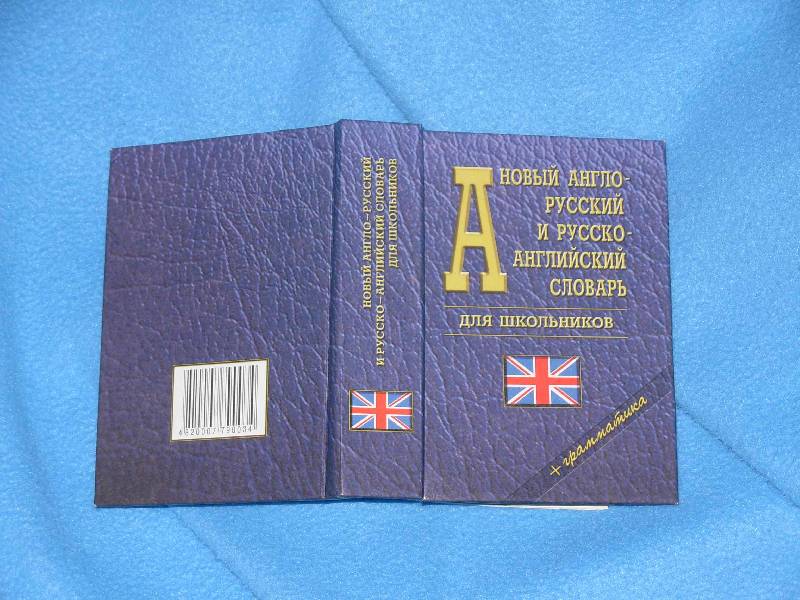 А
НОВЫЙ АНГЛО-
РУССКИЙ
И РУССКО-
АНГЛИЙСКИЙ
СЛОВАРЬ
ДЛЯ ШКОЛЬНИКОВ
+ грамматика
НОВЫЙ АНГЛО-РУССКИЙ
И РУССКО-АНГЛИЙСКИЙ СЛОВАРЬ
ДЛЯ ШКОЛЬНИКОВ